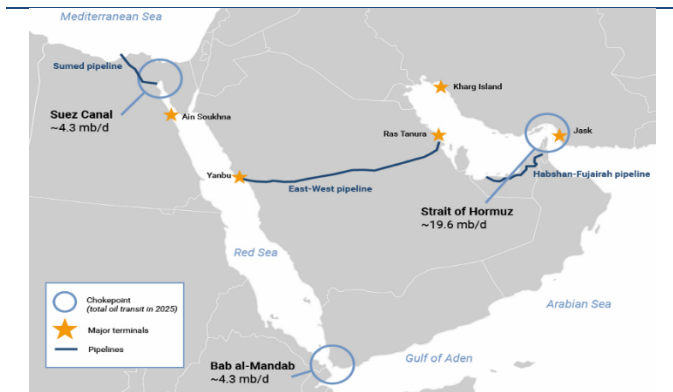 Mediterranean Sea
Sumed pipeline
Suez Canal
~4.3 mb/d
Ain Soukhna
Kharg Island
Ras Tanura
Jask
Yanbu
East-West pipeline
Habshan-Fujairah pipeline
Strait of Hormuz
~19.6 mb/d
Red Sea
Arabian Sea
Chokepoint
(total oil transit in 2025)
Major terminals
Pipelines
Bab al-Mandab
~4.3 mb/d
Gulf of Aden